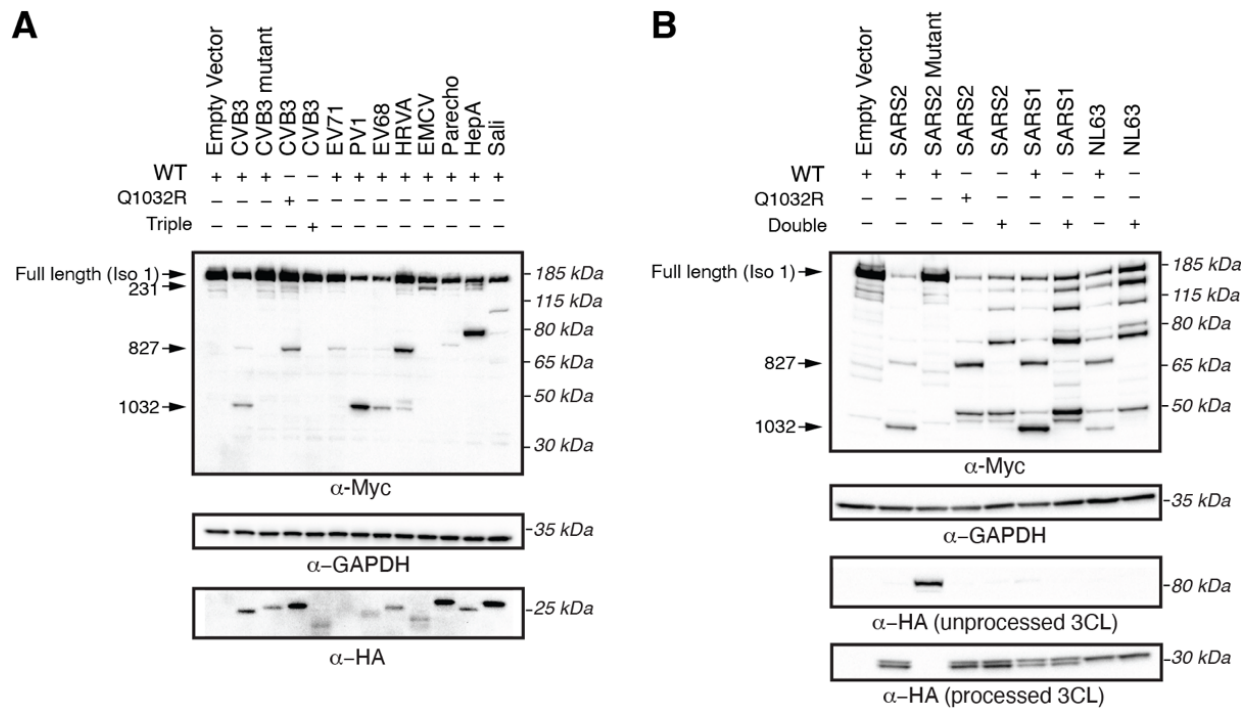 A
Empty Vector
CVB3
CVB3 mutant
CVB3
CVB3
EV71
PV1
EV68
HRVA
EMCV
Parecho
HepA
Sali
WT + + + – – + + + + + + + +
Q1032R – – – + – – – – – – – – –
Triple – – – – + – – – – – – – –
Full length (Iso 1)
231
827
1032
185 kDa
115 kDa
80 kDa
65 kDa
50 kDa
30 kDa
α-Myc
35 kDa
α–GAPDH
25 kDa
α–HA
B
Empty Vector
SARS2
SARS2 Mutant
SARS2
SARS2
SARS1
SARS1
NL63
NL63
WT + + + – – + – + –
Q1032R – – – + – – – – –
Double – – – – + – + – +
Full length (Iso 1)
827
1032
185 kDa
115 kDa
80 kDa
65 kDa
50 kDa
α-Myc
35 kDa
α–GAPDH
80 kDa
α–HA (unprocessed 3CL)
30 kDa
α–HA (processed 3CL)